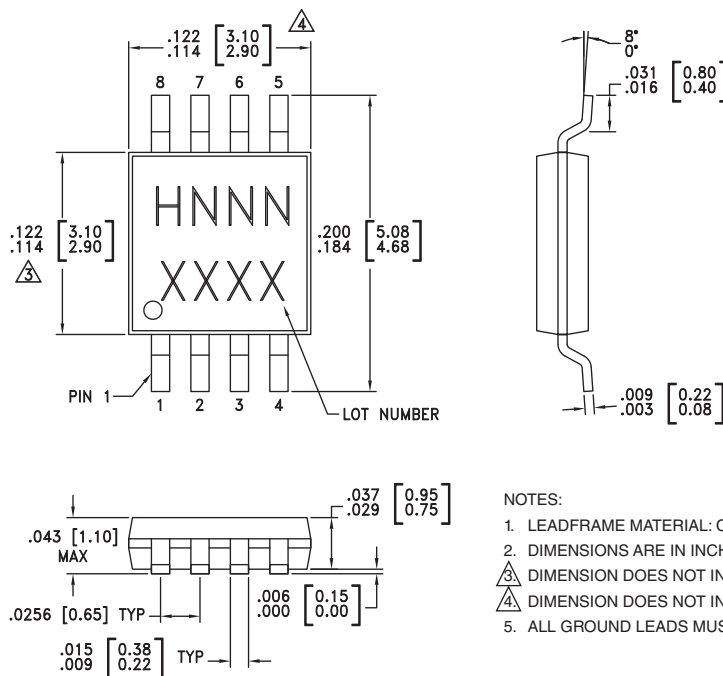 .122 [3.10]
.114 [2.90]
4
8 7 6 5
HNNN
XXXX
.122 [3.10]
.114 [2.90]
3
.200 [5.08]
.184 [4.68]
PIN 1
1 2 3 4
LOT NUMBER
8°
0°
.031 [0.80]
.016 [0.40]
.009 [0.22]
.003 [0.08]
.043 [1.10]
MAX
.037 [0.95]
.029 [0.75]
.0256 [0.65] TYP
.006 [0.15]
.000 [0.00]
.015 [0.38]
.009 [0.22]
TYP
NOTES:
1. LEADFRAME MATERIAL:
2. DIMENSIONS ARE IN INCH
3. DIMENSION DOES NOT IN
4. DIMENSION DOES NOT IN
5. ALL GROUND LEADS MUS